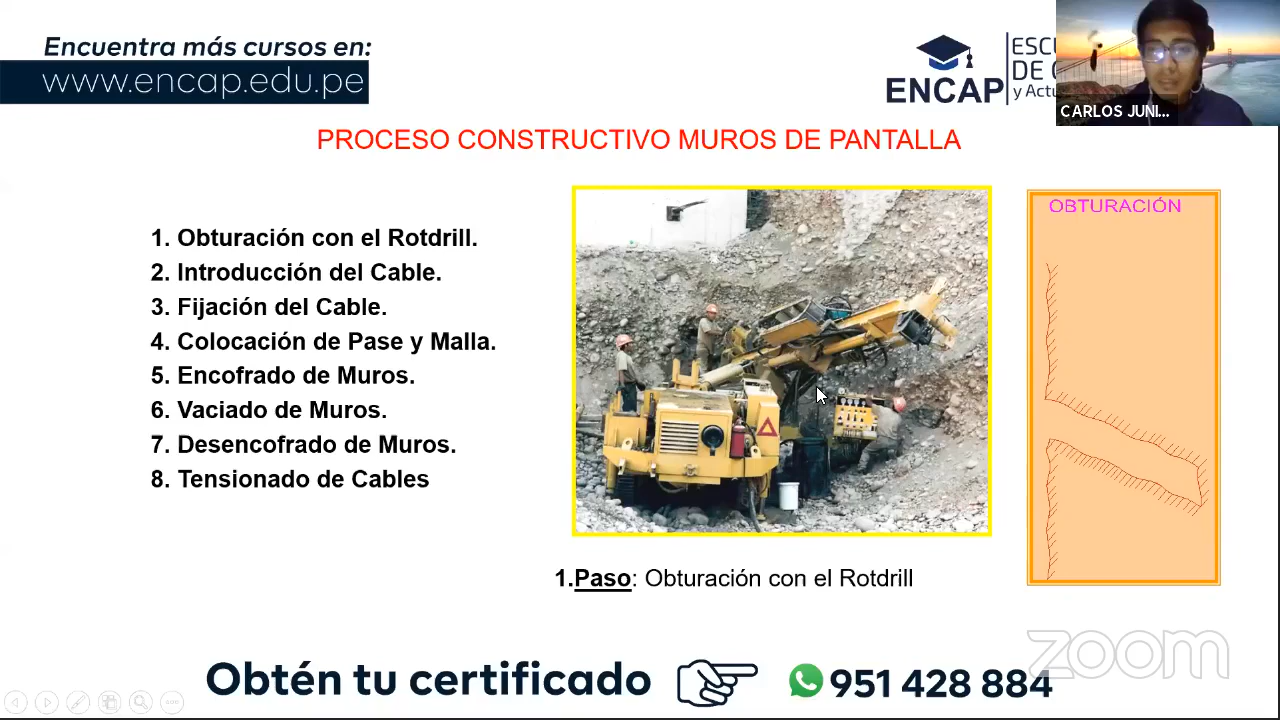 Encuentra más cursos en:
www.encap.edu.pe
ENCAP
ESCU
DE C
y Actu
CARLOS JUNI...
PROCESO CONSTRUCTIVO MUROS DE PANTALLA
1. Obturación con el Rotdrill.
2. Introducción del Cable.
3. Fijación del Cable.
4. Colocación de Pase y Malla.
5. Encofrado de Muros.
6. Vaciado de Muros.
7. Desencofrado de Muros.
8. Tensionado de Cables
OBTURACIÓN
1.Paso: Obturación con el Rotdrill
zoom
Obtén tu certificado
951 428 884